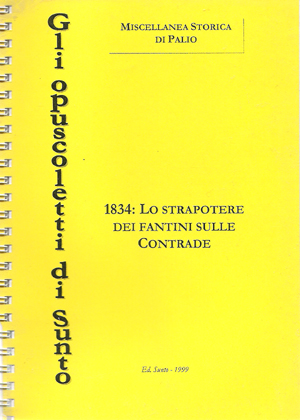 Gli opuscoletti di Sunto
MISCELLANEA STORICA
DI PALIO
1834: LO STRAPOTERE
DEI FANTINI SULLE
CONTRADE
Ed. Sunto - 1999